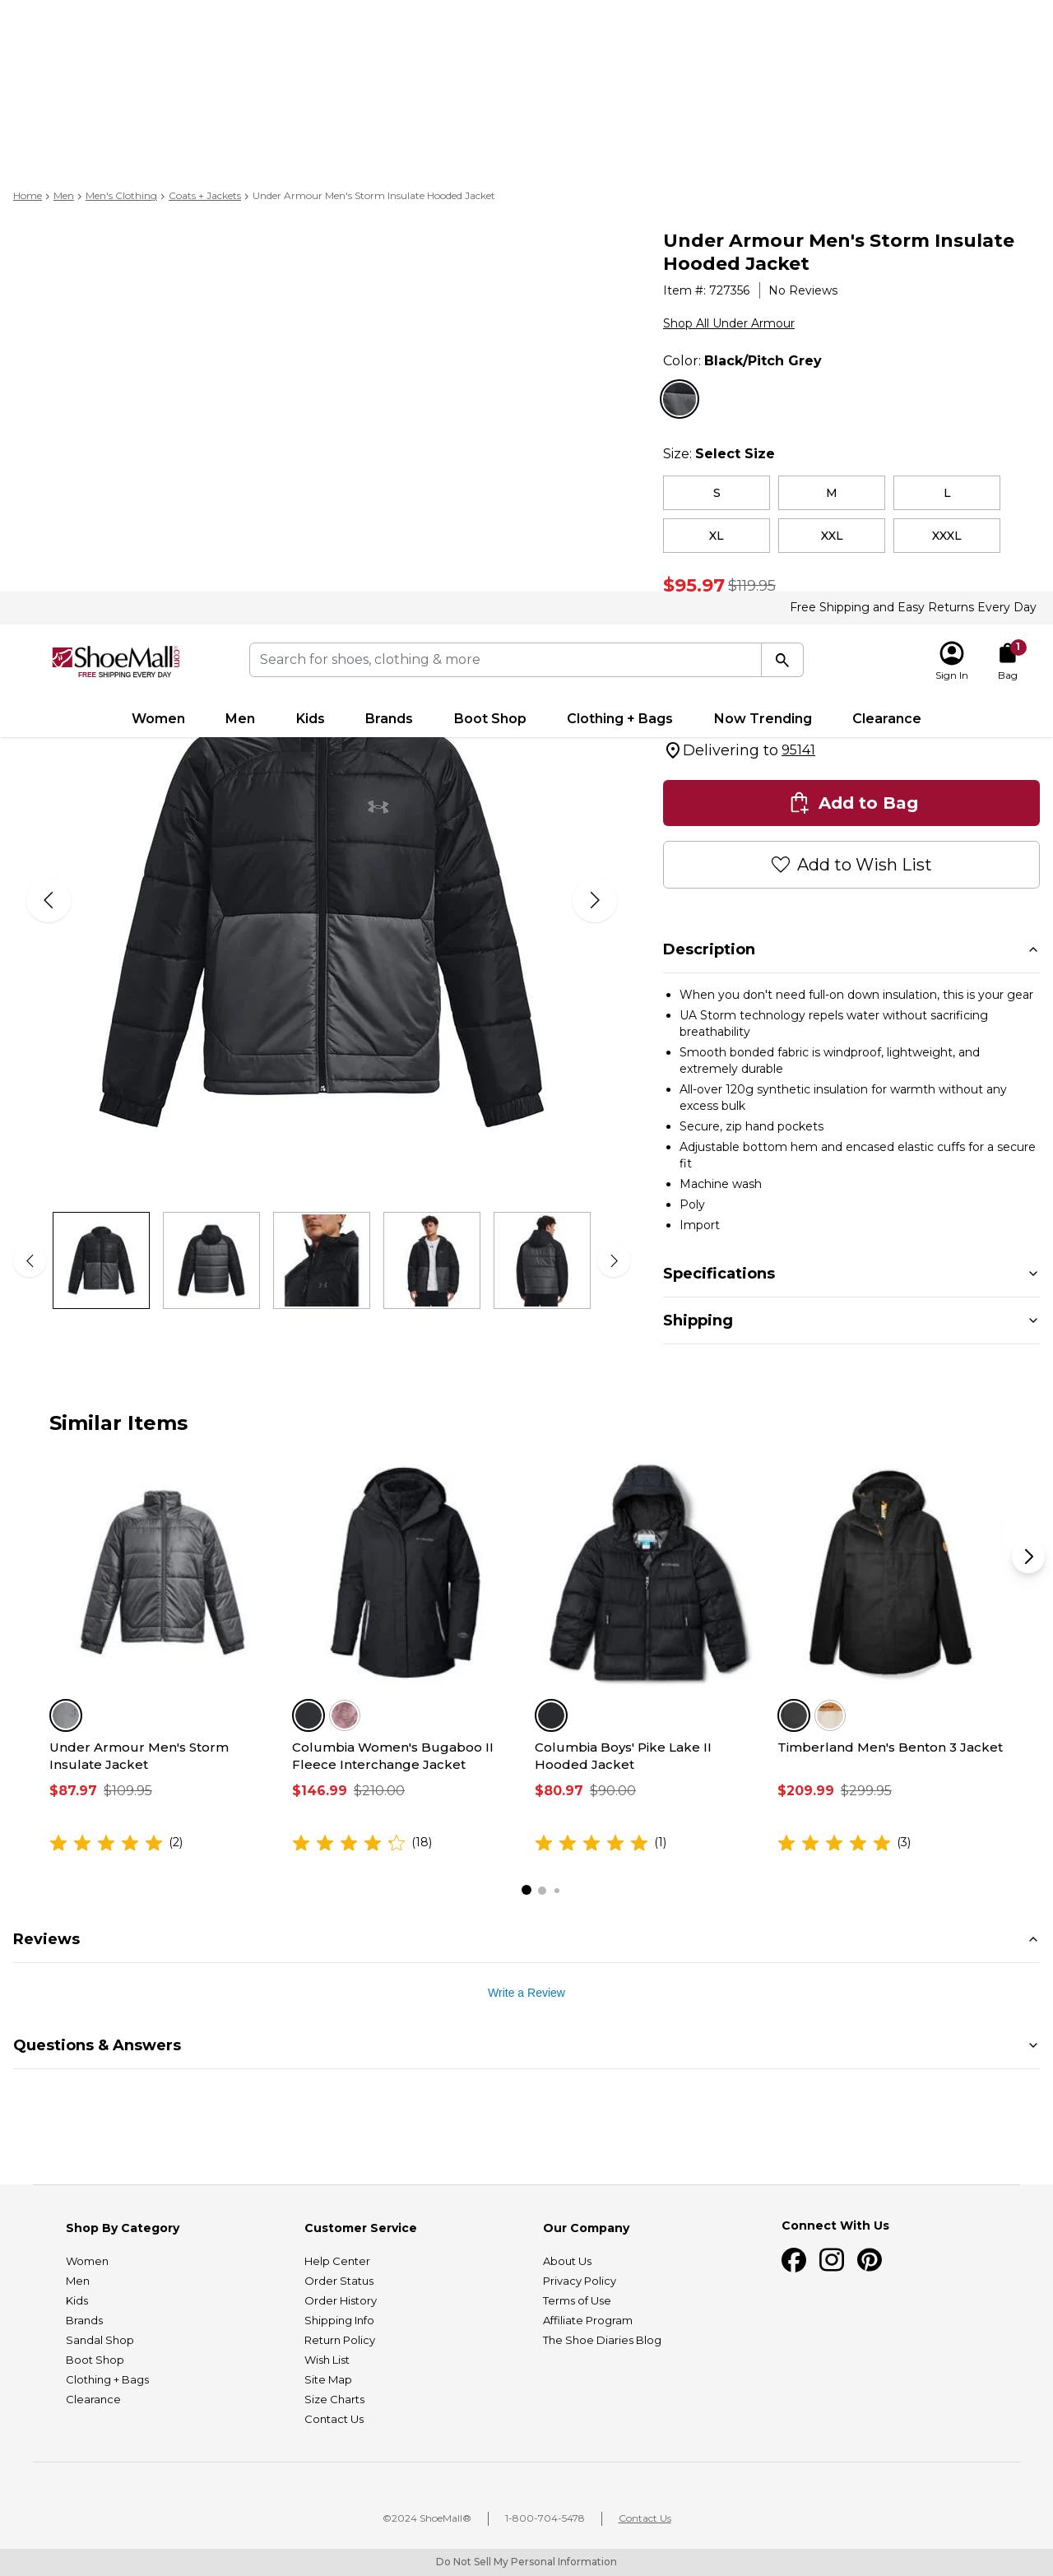 Home > Men > Men's Clothing > Coats + Jackets > Under Armour Men's Storm Insulate Hooded Jacket
Under Armour Men's Storm Insulate
Hooded Jacket
Item #: 727356 | No Reviews
Shop All Under Armour
Color: Black/Pitch Grey
Size: Select Size
S M L
XL XXL XXXL
$95.97 $119.95
Free Shipping and Easy Returns Every Day
ShoeMall.com
FREE SHIPPING EVERY DAY
Search for shoes, clothing & more
Sign In
1
Bag
Women Men Kids Brands Boot Shop Clothing + Bags Now Trending Clearance
Delivering to 95141
Add to Bag
Add to Wish List
Description
When you don't need full-on down insulation, this is your gear
UA Storm technology repels water without sacrificing
breathability
Smooth bonded fabric is windproof, lightweight, and
extremely durable
All-over 120g synthetic insulation for warmth without any
excess bulk
Secure, zip hand pockets
Adjustable bottom hem and encased elastic cuffs for a secure
fit
Machine wash
Poly
Import
Specifications
Shipping
Similar Items
Under Armour Men's Storm
Insulate Jacket
$87.97 $109.95
(2)
Columbia Women's Bugaboo II
Fleece Interchange Jacket
$146.99 $210.00
(18)
Columbia Boys' Pike Lake II
Hooded Jacket
$80.97 $90.00
(1)
Timberland Men's Benton 3 Jacket
$209.99 $299.95
(3)
Reviews
Write a Review
Questions & Answers
Shop By Category
Women
Men
Kids
Brands
Sandal Shop
Boot Shop
Clothing + Bags
Clearance
Customer Service
Help Center
Order Status
Order History
Shipping Info
Return Policy
Wish List
Site Map
Size Charts
Contact Us
Our Company
About Us
Privacy Policy
Terms of Use
Affiliate Program
The Shoe Diaries Blog
Connect With Us
©2024 ShoeMall® | 1-800-704-5478 | Contact Us
Do Not Sell My Personal Information